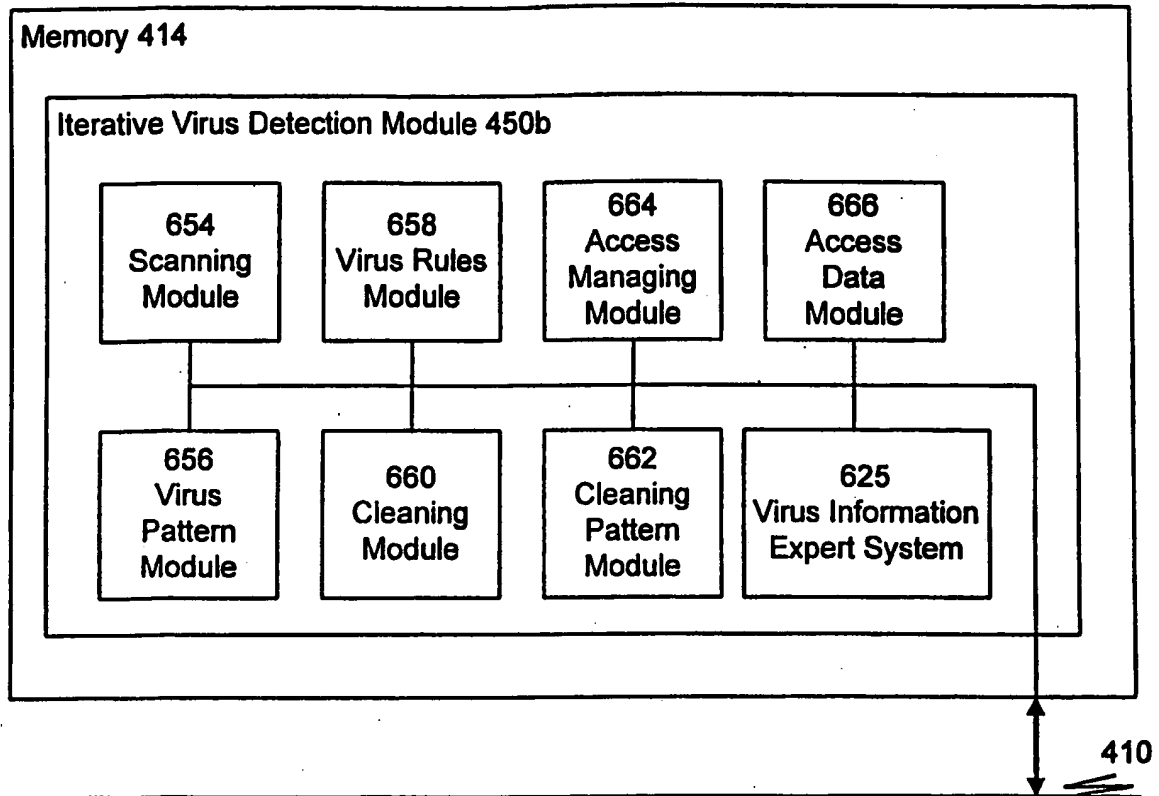 Memory 414
Iterative Virus Detection Module 450b
654
Scanning
Module
658
Virus Rules
Module
664
Access
Managing
Module
666
Access
Data
Module
656
Virus
Pattern
Module
660
Cleaning
Module
662
Cleaning
Pattern
Module
625
Virus Information
Expert System
410